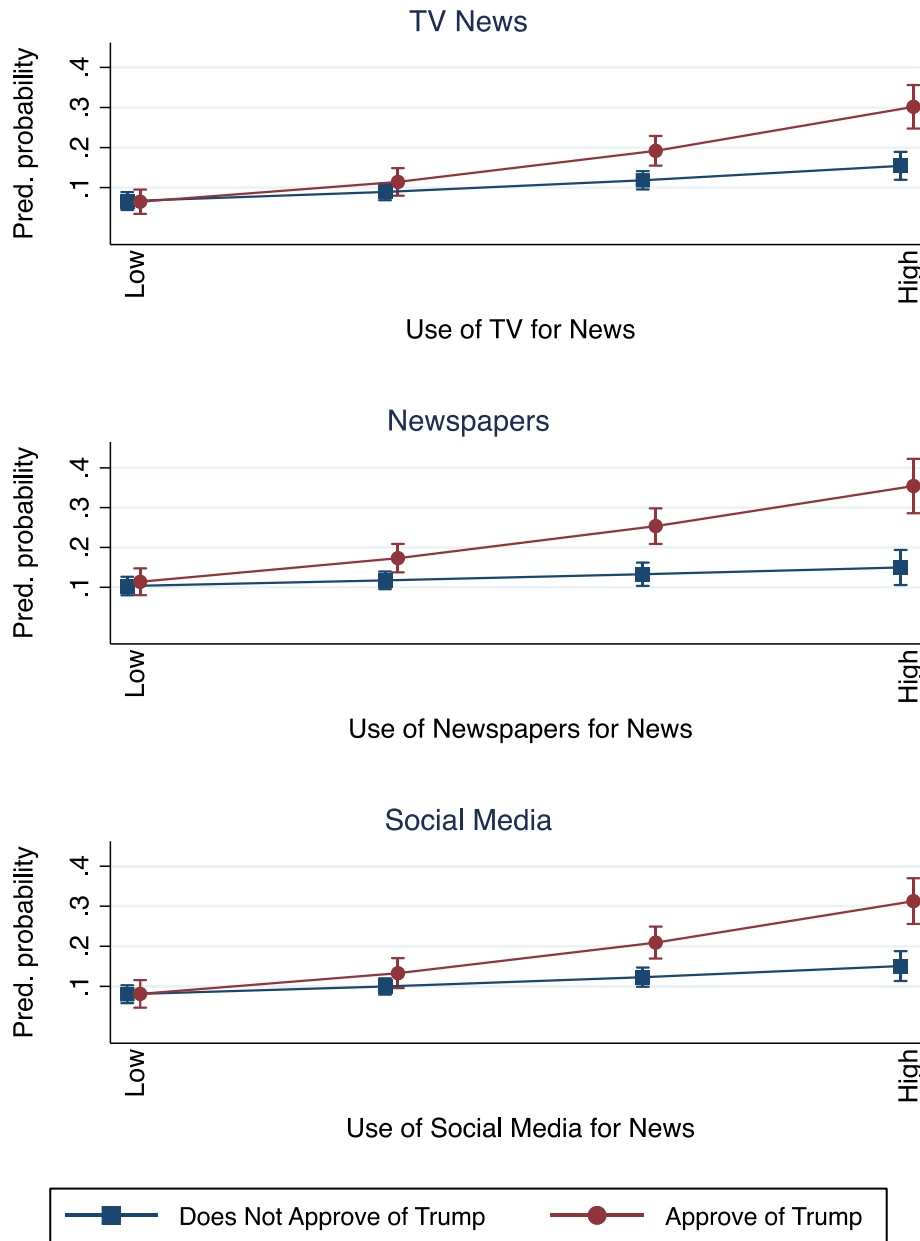 TV News
Pred. probability
.1 .2 .3 .4
Low High
Use of TV for News
Newspapers
Pred. probability
.1 .2 .3 .4
Low High
Use of Newspapers for News
Social Media
Pred. probability
.1 .2 .3 .4
Low High
Use of Social Media for News
Does Not Approve of Trump Approve of Trump